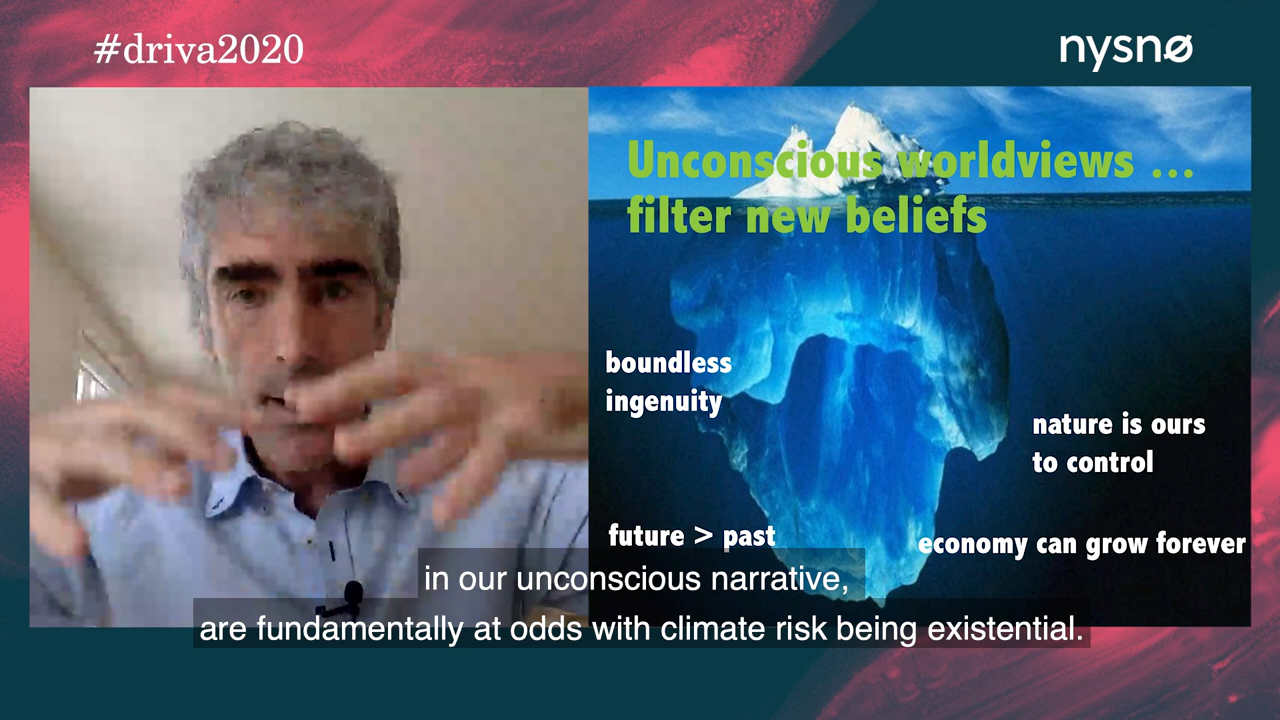 #driva2020
nysnø
Unconscious worldviews ...
filter new beliefs
boundless
ingenuity
nature is ours
to control
future > past
economy can grow forever
in our unconscious narrative,
are fundamentally at odds with climate risk being existential.